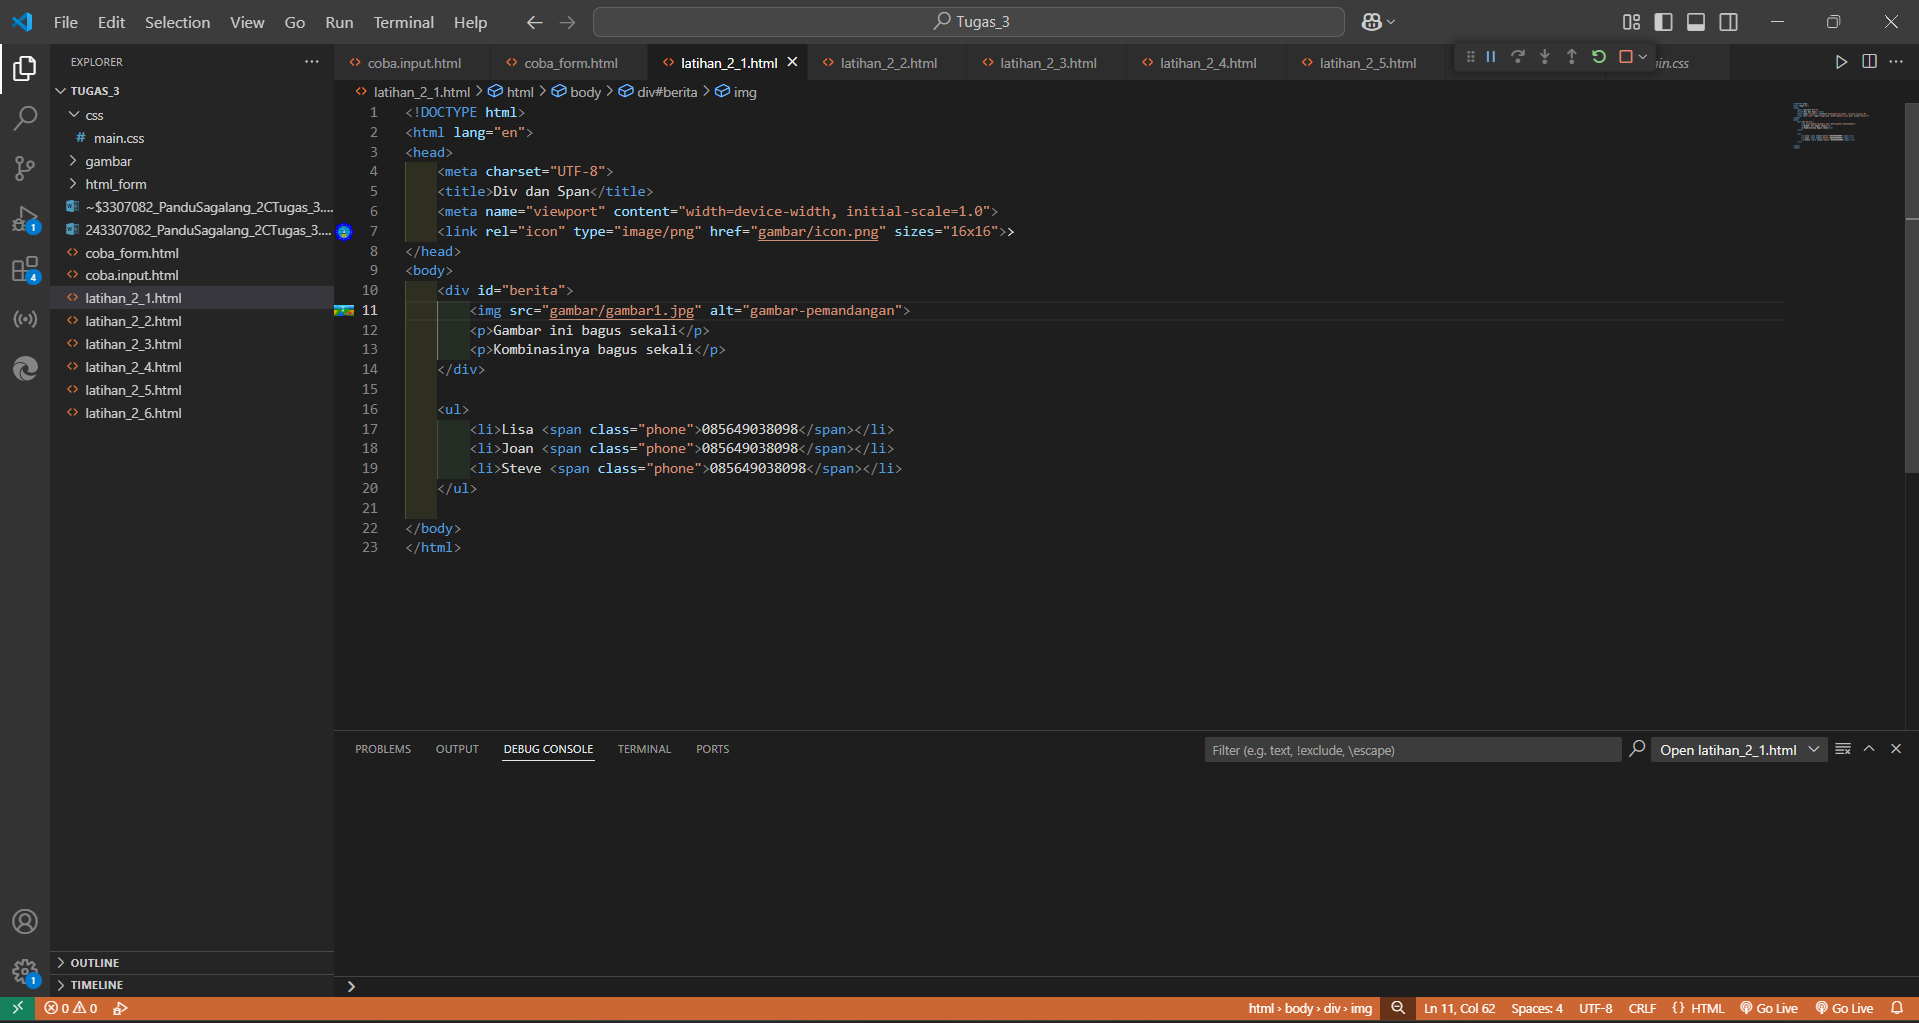 File Edit Selection View Go Run Terminal Help
Tugas_3
EXPLORER
TUGAS_3
css
# main.css
gambar
html_form
~$3307082_PanduSagalang_2CTugas_3....
243307082_PanduSagalang_2CTugas_3....
coba_form.html
coba.input.html
latihan_2_1.html
latihan_2_2.html
latihan_2_3.html
latihan_2_4.html
latihan_2_5.html
latihan_2_6.html
OUTLINE
TIMELINE
1
4
1
coba.input.html coba_form.html latihan_2_1.html latihan_2_2.html latihan_2_3.html latihan_2_4.html latihan_2_5.html
latihan_2_1.html > html > body > div#berita > img
1 <!DOCTYPE html>
2 <html lang="en">
3 <head>
4 <meta charset="UTF-8">
5 <title>Div dan Span</title>
6 <meta name="viewport" content="width=device-width, initial-scale=1.0">
7 <link rel="icon" type="image/png" href="gambar/icon.png" sizes="16x16">>
8 </head>
9 <body>
10 <div id="berita">
11 <img src="gambar/gambar1.jpg" alt="gambar-pemandangan">
12 <p>Gambar ini bagus sekali</p>
13 <p>Kombinasinya bagus sekali</p>
14 </div>
15
16 <ul>
17 <li>Lisa <span class="phone">085649038098</span></li>
18 <li>Joan <span class="phone">085649038098</span></li>
19 <li>Steve <span class="phone">085649038098</span></li>
20 </ul>
21
22 </body>
23 </html>
PROBLEMS OUTPUT DEBUG CONSOLE TERMINAL PORTS
Filter (e.g. text, !exclude, \escape)
Open latihan_2_1.html
>
0 0
html › body › div › img
Ln 11, Col 62 Spaces: 4 UTF-8 CRLF {} HTML Go Live Go Live